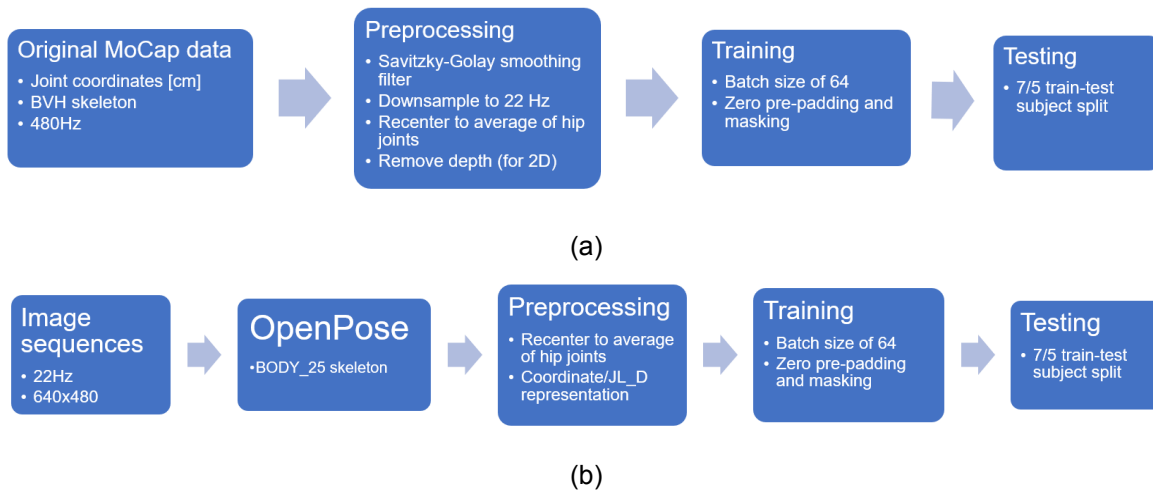 Original MoCap data
• Joint coordinates [cm]
• BVH skeleton
• 480Hz
Preprocessing
• Savitzky-Golay smoothing
filter
• Downsample to 22 Hz
• Recenter to average of hip
joints
• Remove depth (for 2D)
Training
• Batch size of 64
• Zero pre-padding and
masking
Testing
• 7/5 train-test
subject split
(a)
Image
sequences
• 22Hz
• 640x480
OpenPose
•BODY_25 skeleton
Preprocessing
• Recenter to average
of hip joints
• Coordinate/JL_D
representation
Training
• Batch size of 64
• Zero pre-padding
and masking
Testing
• 7/5 train-test
subject split
(b)